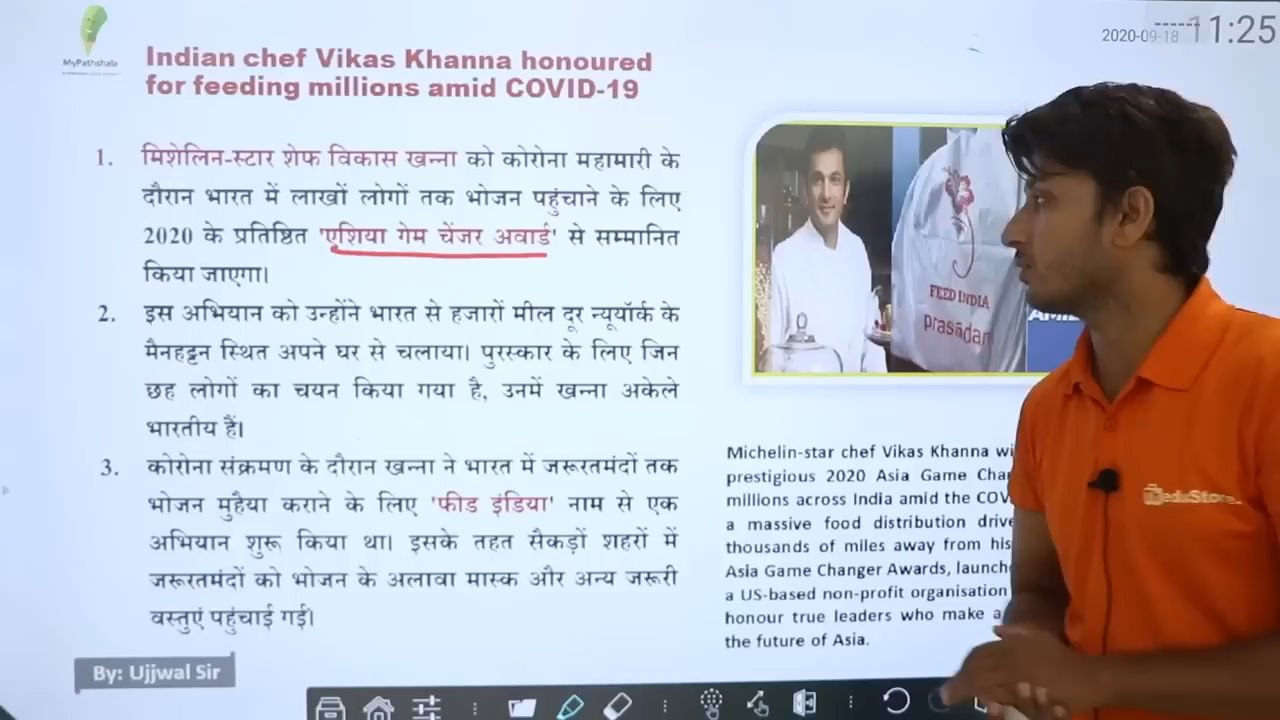 2020-09-18 11:25
MyPathshala
Indian chef Vikas Khanna honoured
for feeding millions amid COVID-19
1. मिशेलिन-स्टार शेफ विकास खन्ना को कोरोना महामारी के
दौरान भारत में लाखों लोगों तक भोजन पहुंचाने के लिए
2020 के प्रतिष्ठित 'एशिया गेम चेंजर अवार्ड' से सम्मानित
किया जाएगा।
2. इस अभियान को उन्होंने भारत से हजारों मील दूर न्यूयॉर्क के
मैनहट्टन स्थित अपने घर से चलाया। पुरस्कार के लिए जिन
छह लोगों का चयन किया गया है, उनमें खन्ना अकेले
भारतीय हैं।
3. कोरोना संक्रमण के दौरान खन्ना ने भारत में जरूरतमंदों तक
भोजन मुहैया कराने के लिए 'फीड इंडिया' नाम से एक
अभियान शुरू किया था। इसके तहत सैकड़ों शहरों में
जरूरतमंदों को भोजन के अलावा मास्क और अन्य जरूरी
वस्तुएं पहुंचाई गई।
By: Ujjwal Sir
FEED INDIA
prasādam
Michelin-star chef Vikas Khanna wi
prestigious 2020 Asia Game Cha
millions across India amid the COV
a massive food distribution drive
thousands of miles away from his
Asia Game Changer Awards, launch
a US-based non-profit organisation
honour true leaders who make a
the future of Asia.
eduStore